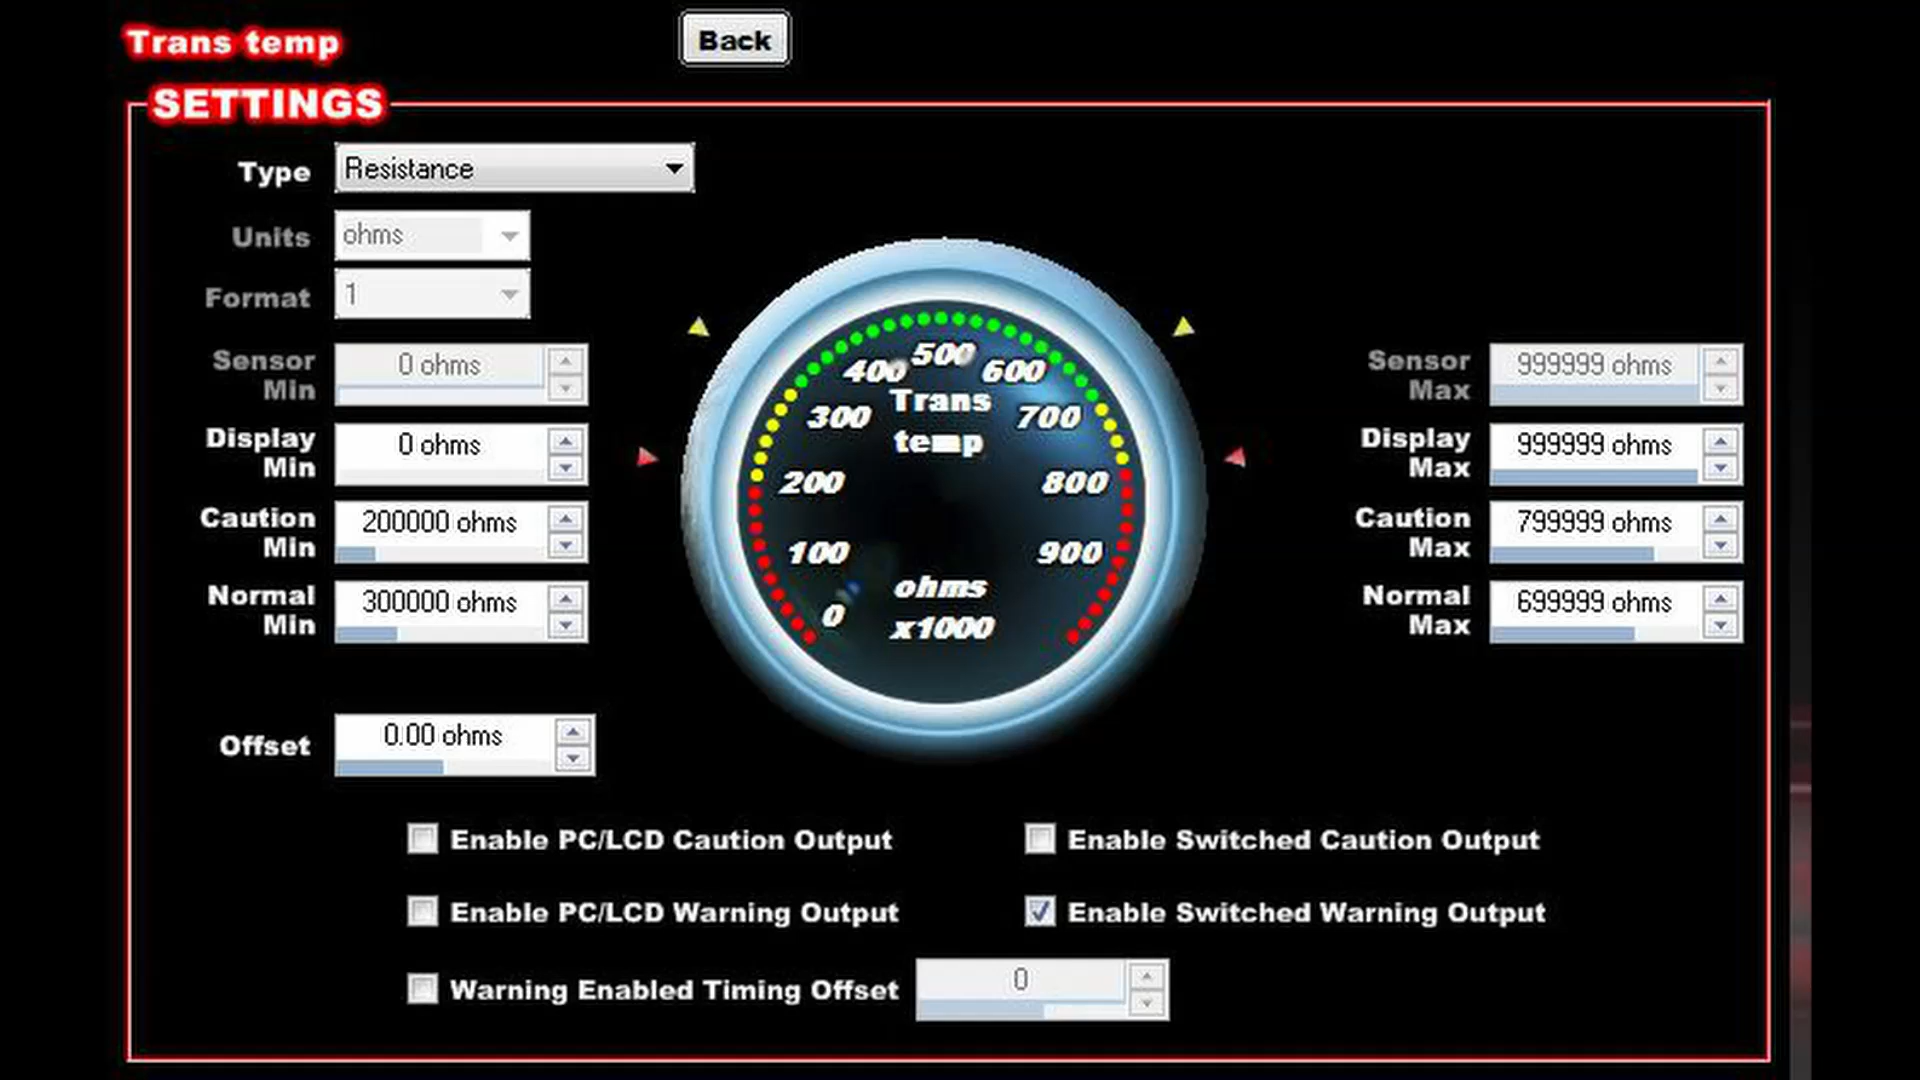 Trans temp
Back
SETTINGS
Type
Resistance
Units
ohms
Format
1
Sensor
Min
0 ohms
Display
Min
0 ohms
Caution
Min
200000 ohms
Normal
Min
300000 ohms
Offset
0.00 ohms
500
400
600
Trans
temp
300
700
200
800
100
900
ohms
0
x1000
Sensor
Max
999999 ohms
Display
Max
999999 ohms
Caution
Max
799999 ohms
Normal
Max
699999 ohms
Enable PC/LCD Caution Output
Enable Switched Caution Output
Enable PC/LCD Warning Output
Enable Switched Warning Output
Warning Enabled Timing Offset
0